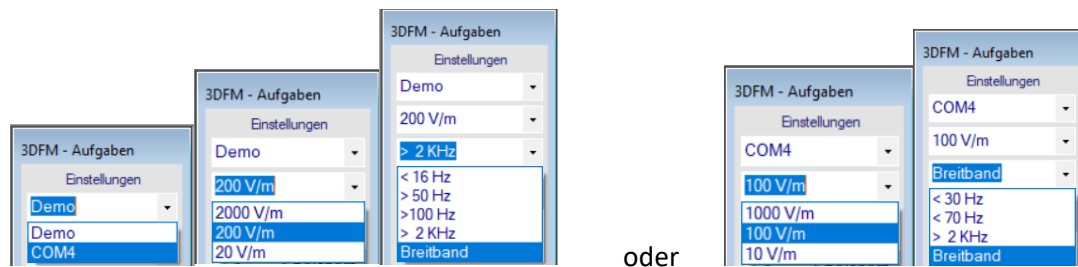 3DFM - Aufgaben
Einstellungen
Demo
Demo
COM4
3DFM - Aufgaben
Einstellungen
Demo
200 V/m
2000 V/m
200 V/m
20 V/m
3DFM - Aufgaben
Einstellungen
Demo
200 V/m
> 2 KHz
< 16 Hz
> 50 Hz
>100 Hz
> 2 KHz
Breitband
oder
3DFM - Aufgaben
Einstellungen
COM4
100 V/m
1000 V/m
100 V/m
10 V/m
3DFM - Aufgaben
Einstellungen
COM4
100 V/m
Breitband
< 30 Hz
< 70 Hz
> 2 KHz
Breitband